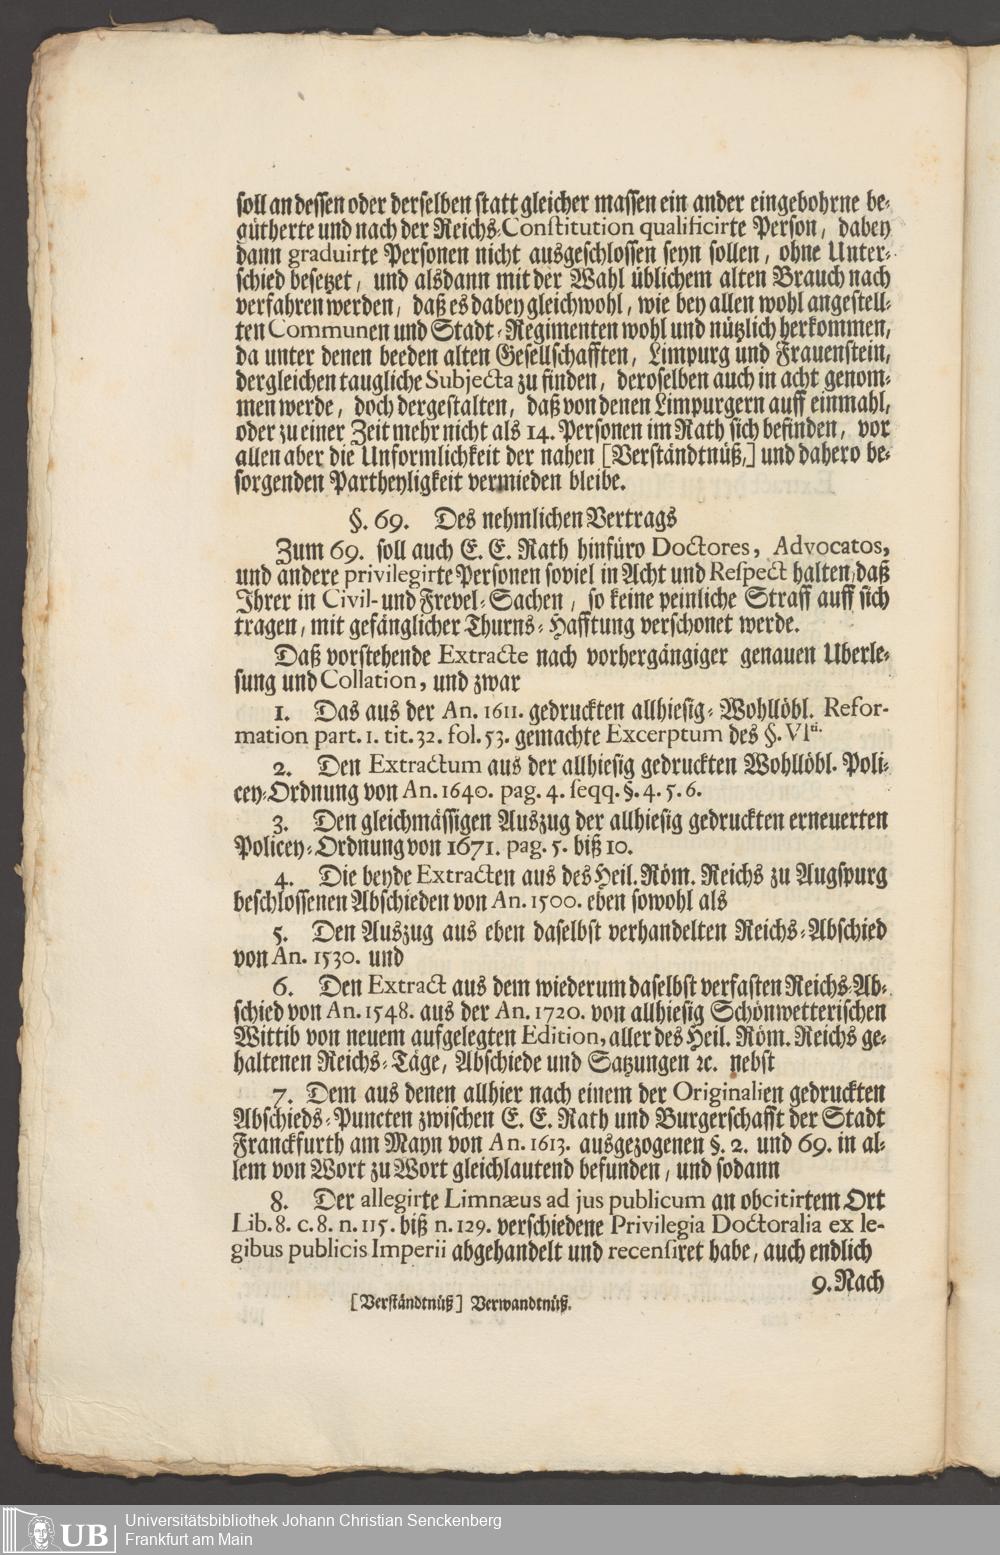 soll an dessen oder derselben statt gleicher massen ein ander eingebohrne be-
gütherte und nach der Reichs-Constitution qualificirte Person, dabey
dann graduirte Personen nicht ausgeschlossen seyn sollen, ohne Unter-
schied besetzet, und alsdann mit der Wahl üblichem alten Brauch nach
verfahren werden, daß es dabey gleichwohl, wie bey allen wohl angestell-
ten Communen und Stadt-Regimenten wohl und nützlich herkommen,
da unter denen beeden alten Gesellschafften, Limpurg und Frauenstein,
dergleichen taugliche Subjecta zu finden, deroselben auch in acht genom-
men werde, doch dergestalten, daß von denen Limpurgern auff einmahl,
oder zu einer Zeit mehr nicht als 14. Personen im Rath sich befinden, vor
allen aber die Unformlichkeit der nahen [Verständtnüß,] und dahero be-
sorgenden Partheyligkeit vermieden bleibe.
§. 69. Des nehmlichen Vertrags
Zum 69. soll auch E. E. Rath hinfüro Doctores, Advocatos,
und andere privilegirte Personen soviel in Acht und Respect halten, daß
Ihrer in Civil- und Frevel-Sachen, so keine peinliche Straff auff sich
tragen, mit gefänglicher Thurns-Hafftung verschonet werde.
Daß vorstehende Extracte nach vorhergängiger genauen Uberle-
sung und Collation, und zwar
1. Das aus der An. 1611. gedruckten allhiesig-Wohllöbl. Refor-
mation part. 1. tit. 32. fol. 53. gemachte Excerptum des §. VIti.
2. Den Extractum aus der allhiesig gedruckten Wohllöbl. Poli-
cey-Ordnung von An. 1640. pag. 4. seqq. §. 4. 5. 6.
3. Den gleichmässigen Auszug der allhiesig gedruckten erneuerten
Policey-Ordnung von 1671. pag. 5. biß 10.
4. Die beyde Extracten aus des Heil. Röm. Reichs zu Augspurg
beschlossenen Abschieden von An. 1500. eben sowohl als
5. Den Auszug aus eben daselbst verhandelten Reichs-Abschied
von An. 1530. und
6. Den Extract aus dem wiederum daselbst verfasten Reichs-Ab-
schied von An. 1548. aus der An. 1720. von allhiesig Schönwetterischen
Wittib von neuem aufgelegten Edition, aller des Heil. Röm. Reichs ge-
haltenen Reichs-Täge, Abschiede und Satzungen ꝛc. nebst
7. Dem aus denen allhier nach einem der Originalien gedruckten
Abschieds-Puncten zwischen E. E. Rath und Burgerschafft der Stadt
Franckfurth am Mayn von An. 1613. ausgezogenen §. 2. und 69. in al-
lem von Wort zu Wort gleichlautend befunden, und sodann
8. Der allegirte Limnæus ad jus publicum an obcitirtem Ort
Lib. 8. c. 8. n. 115. biß n. 129. verschiedene Privilegia Doctoralia ex le-
gibus publicis Imperii abgehandelt und recensiret habe, auch endlich
9. Nach
[Verständtnüß] Verwandtnüß.
UB Universitätsbibliothek Johann Christian Senckenberg
Frankfurt am Main